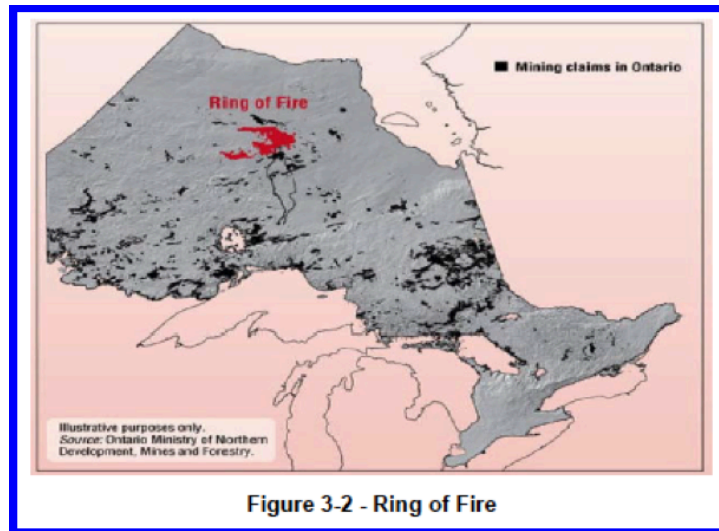 Mining claims in Ontario
Ring of Fire
Illustrative purposes only.
Source: Ontario Ministry of Northern
Development, Mines and Forestry.
Figure 3-2 - Ring of Fire